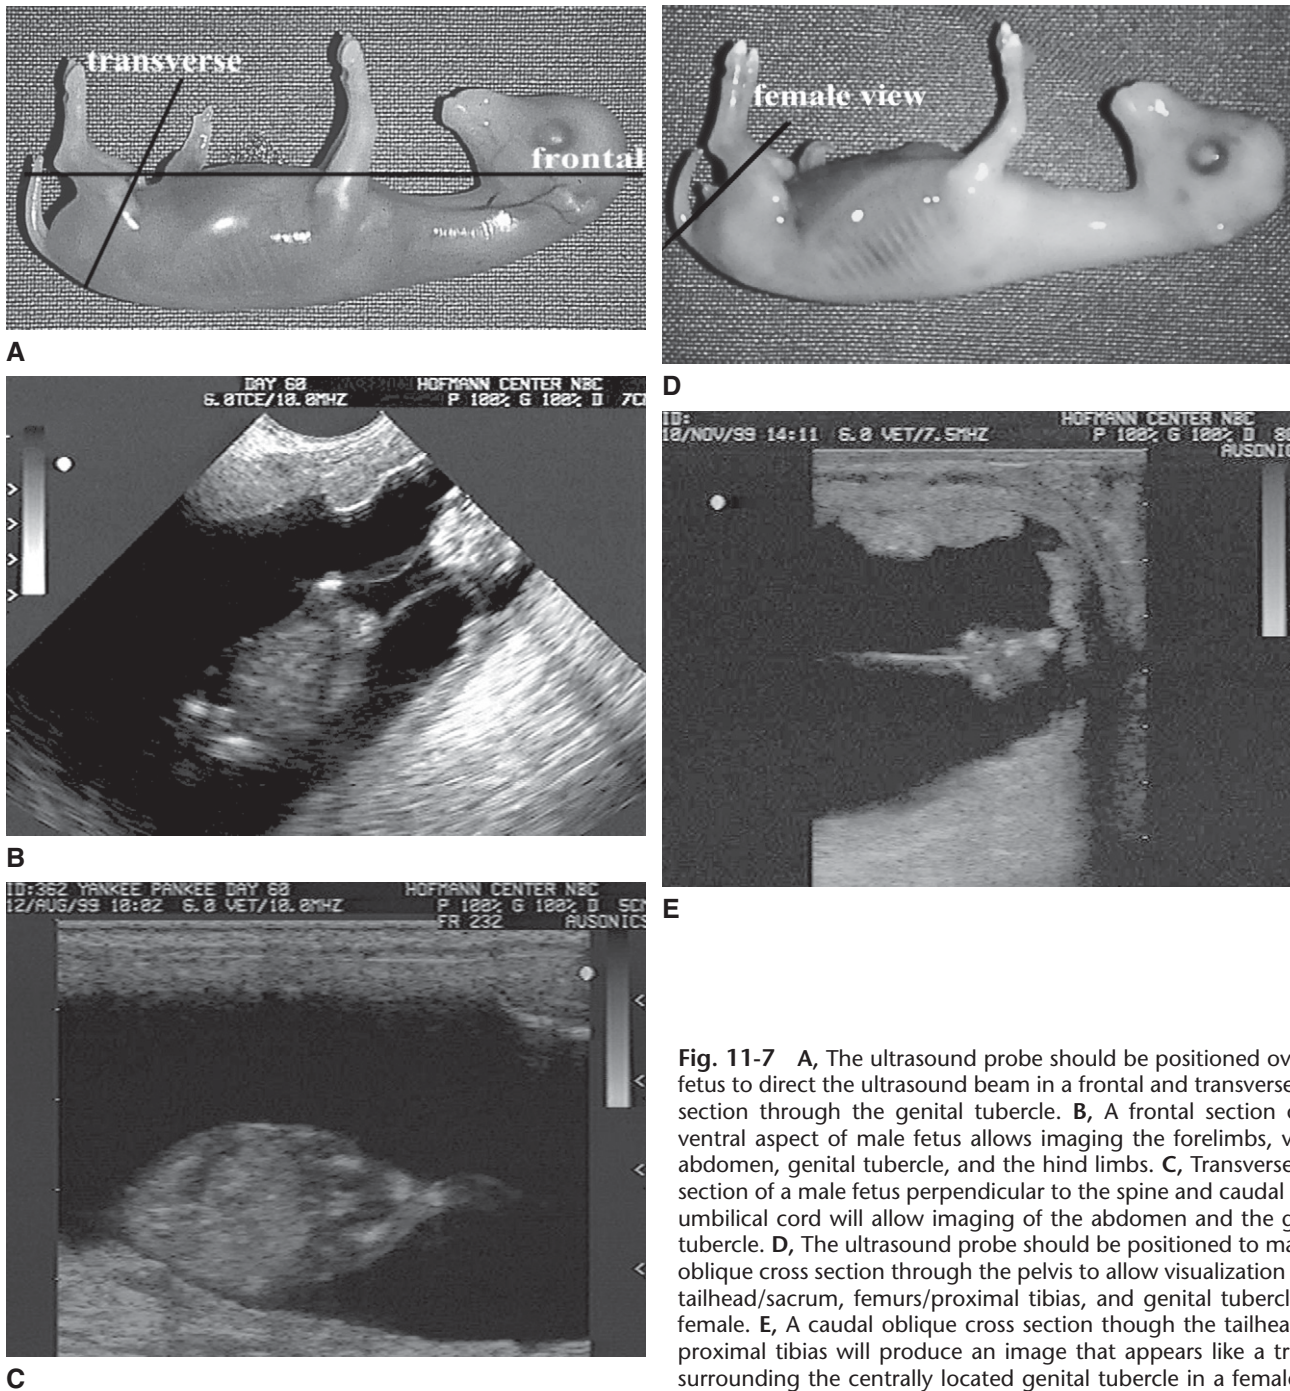 transverse
frontal
A
DAY 60 HOFMANN CENTER NBC
6.0TCE/10.0MHZ P 100% G 100% D 7C
B
ID:362 YANKEE PANKEE DAY 60 HOFMANN CENTER NBC
12/AUG/99 10:02 6.0 VET/10.0MHZ P 100% G 100% D 5C
FR 232 AUSONICS
C
female view
D
ID: HOFMANN CENTER NBC
10/NOV/99 14:11 6.0 VET/7.5MHZ P 100% G 100% D 8
AUSONICS
E
Fig. 11-7 A, The ultrasound probe should be positioned ov
fetus to direct the ultrasound beam in a frontal and transverse
section through the genital tubercle. B, A frontal section
ventral aspect of male fetus allows imaging the forelimbs, v
abdomen, genital tubercle, and the hind limbs. C, Transverse
section of a male fetus perpendicular to the spine and caudal
umbilical cord will allow imaging of the abdomen and the g
tubercle. D, The ultrasound probe should be positioned to ma
oblique cross section through the pelvis to allow visualization
tailhead/sacrum, femurs/proximal tibias, and genital tubercl
female. E, A caudal oblique cross section though the tailhea
proximal tibias will produce an image that appears like a tr
surrounding the centrally located genital tubercle in a female